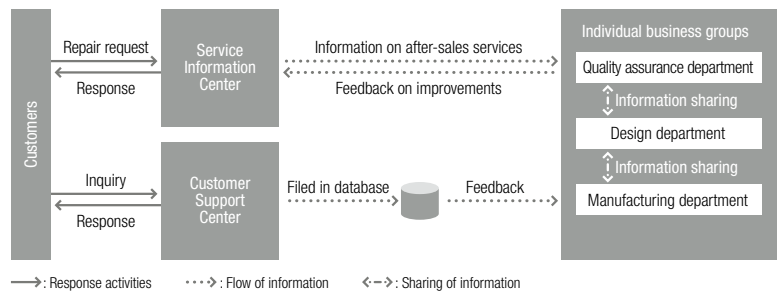 Customers
Repair request
Response
Service
Information
Center
Information on after-sales services
Feedback on improvements
Inquiry
Response
Customer
Support
Center
Filed in database
Feedback
Individual business groups
Quality assurance department
Information sharing
Design department
Information sharing
Manufacturing department
: Response activities
: Flow of information
: Sharing of information